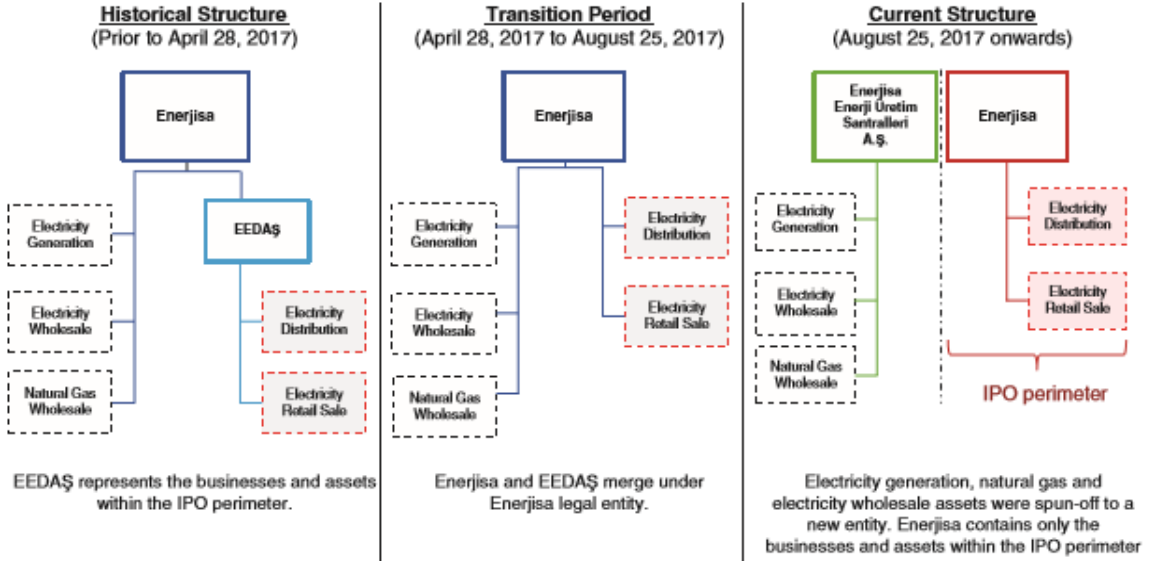 Historical Structure
(Prior to April 28, 2017)
Enerjisa
Electricity
Generation
EEDAŞ
Electricity
Wholesale
Electricity
Distribution
Natural Gas
Wholesale
Electricity
Retail Sale
EEDAŞ represents the businesses and assets
within the IPO perimeter.
Transition Period
(April 28, 2017 to August 25, 2017)
Enerjisa
Electricity
Generation
Electricity
Distribution
Electricity
Wholesale
Electricity
Retail Sale
Natural Gas
Wholesale
Enerjisa and EEDAŞ merge under
Enerjisa legal entity.
Current Structure
(August 25, 2017 onwards)
Enerjisa
Enerji Üretim
Santralleri
A.Ş.
Enerjisa
Electricity
Generation
Electricity
Distribution
Electricity
Wholesale
Electricity
Retail Sale
Natural Gas
Wholesale
IPO perimeter
Electricity generation, natural gas and
electricity wholesale assets were spun-off to a
new entity. Enerjisa contains only the
businesses and assets within the IPO perimeter